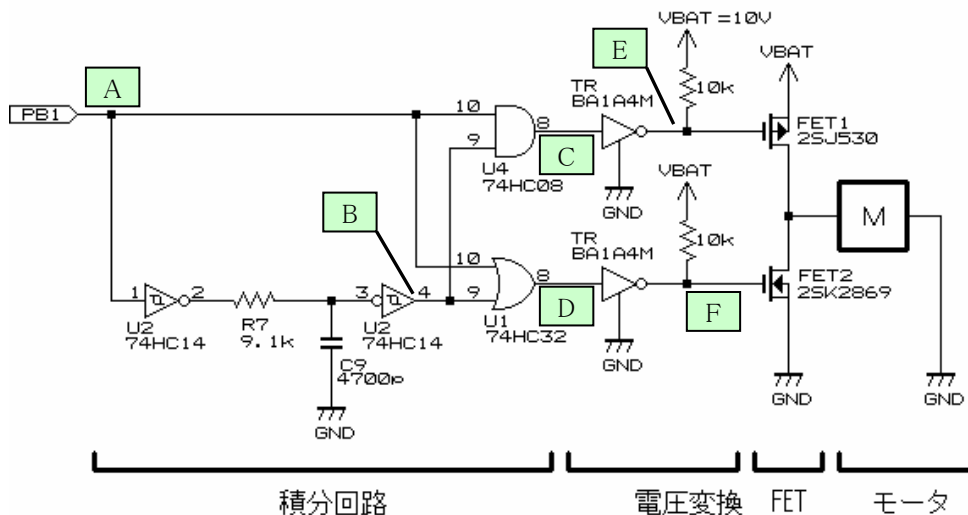 VBAT=10V
E
VBAT
A
TR
BA1A4M
10k
PB1
10
8
9
C
FET1
2SJ530
U4
74HC08
GND
VBAT
B
M
TR
BA1A4M
10k
10
8
9
D
F
FET2
2SK2869
1
2
3
4
U2
74HC14
R7
9.1k
U2
74HC14
U1
74HC32
GND
C9
4700p
GND
GND
GND
積分回路
電圧変換
FET
モータ